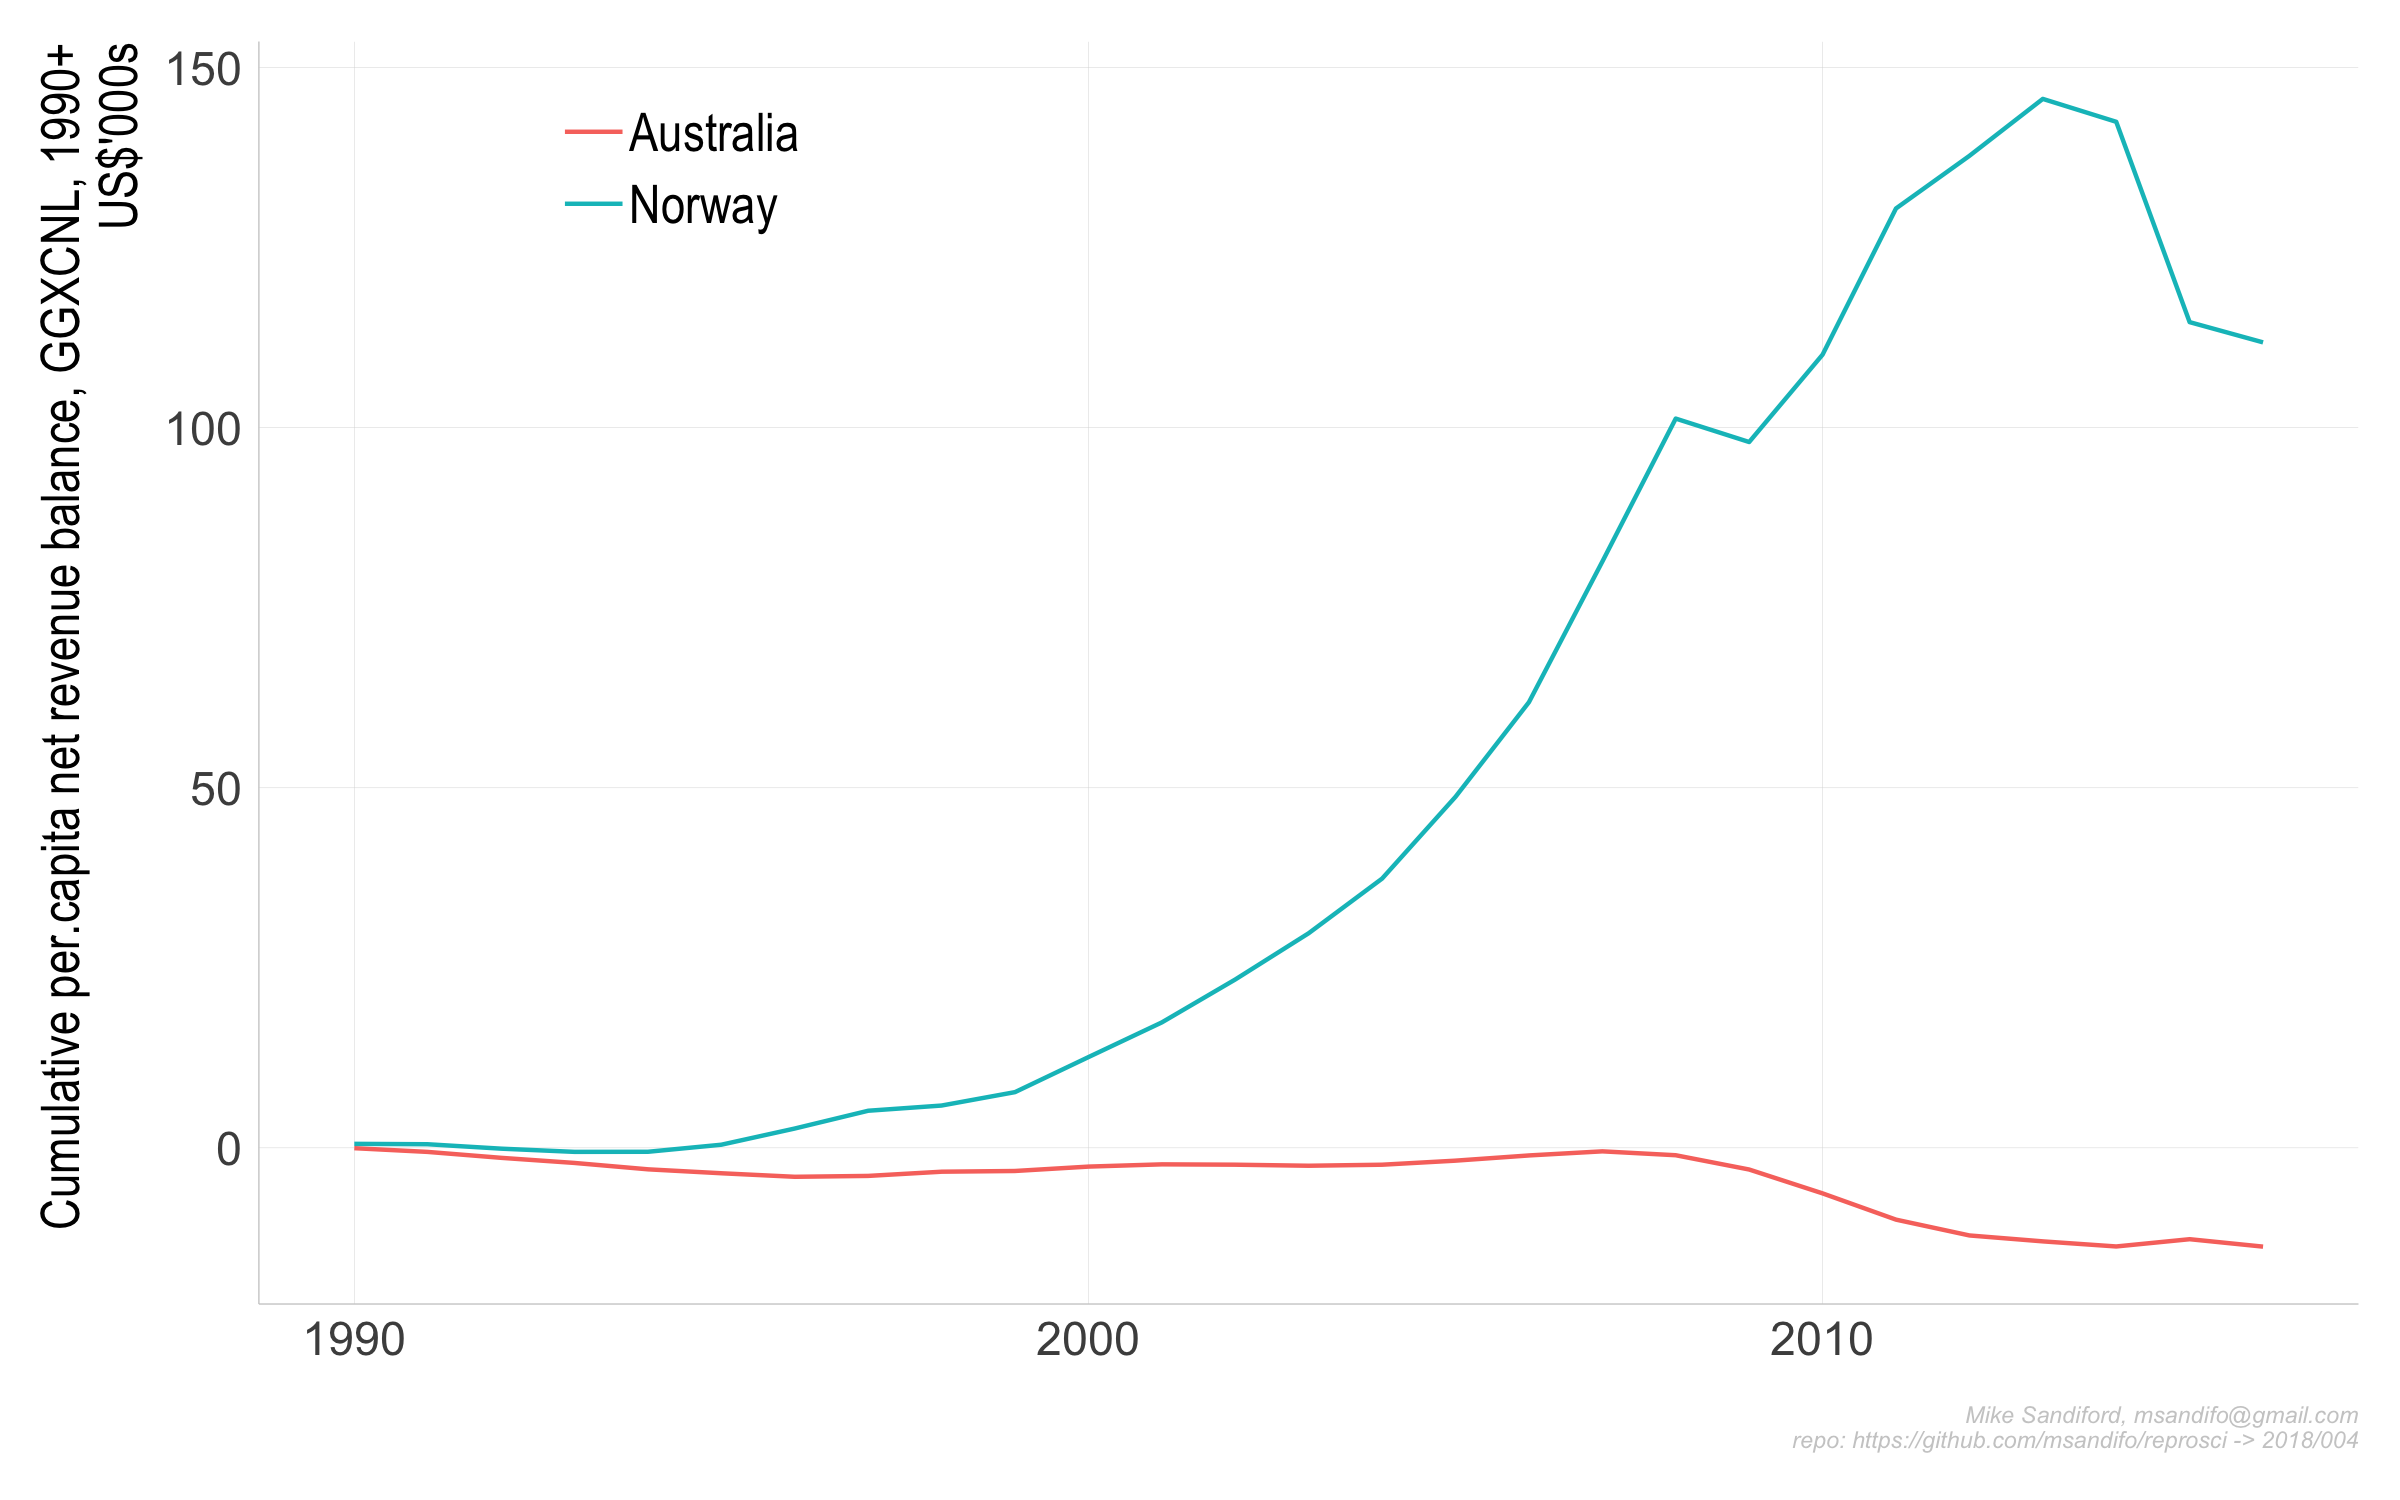 Cumulative per.capita net revenue balance, GGXCNL, 1990+
US$'000s
150
100
50
0
Australia
Norway
1990
2000
2010
Mike Sandiford, msandifo@gmail.com
repo: https://github.com/msandifo/reprosci -> 2018/004